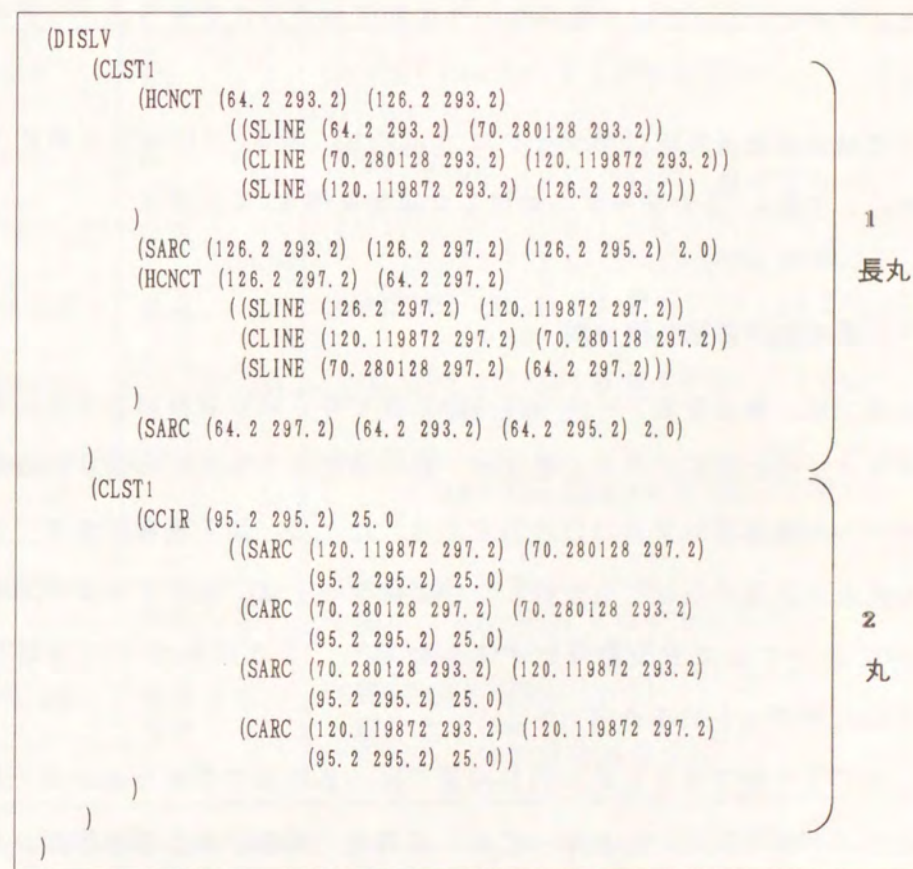 (DISLV
(CLST1
(HCNCT (64.2 293.2) (126.2 293.2)
((SLINE (64.2 293.2) (70.280128 293.2))
(CLINE (70.280128 293.2) (120.119872 293.2))
(SLINE (120.119872 293.2) (126.2 293.2)))
)
(SARC (126.2 293.2) (126.2 297.2) (126.2 295.2) 2.0)
(HCNCT (126.2 297.2) (64.2 297.2)
((SLINE (126.2 297.2) (120.119872 297.2))
(CLINE (120.119872 297.2) (70.280128 297.2))
(SLINE (70.280128 297.2) (64.2 297.2)))
)
(SARC (64.2 297.2) (64.2 293.2) (64.2 295.2) 2.0)
)
1
長丸
(CLST1
(CCIR (95.2 295.2) 25.0
((SARC (120.119872 297.2) (70.280128 297.2)
(95.2 295.2) 25.0)
(CARC (70.280128 297.2) (70.280128 293.2)
(95.2 295.2) 25.0)
(SARC (70.280128 293.2) (120.119872 293.2)
(95.2 295.2) 25.0)
(CARC (120.119872 293.2) (120.119872 297.2)
(95.2 295.2) 25.0))
)
)
)
2
丸